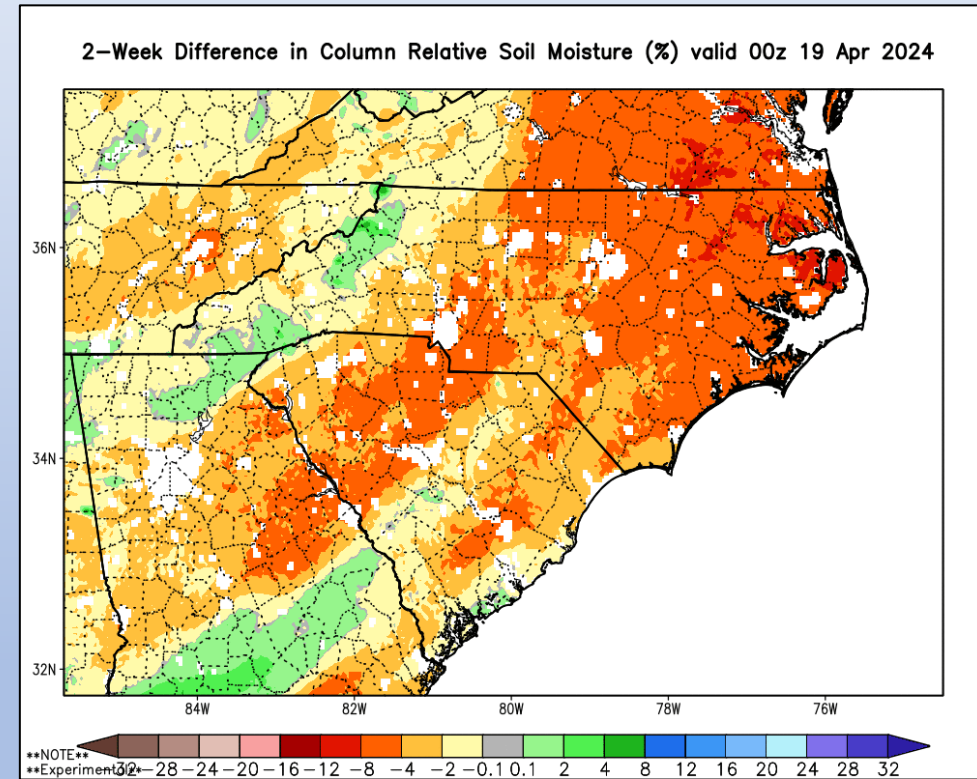 2-Week Difference in Column Relative Soil Moisture (%) valid 00z 19 Apr 2024
36N
34N
32N
84W 82W 80W 78W 76W
**NOTE**
**Experimental**
-32 -28 -24 -20 -16 -12 -8 -4 -2 -0.1 0.1 2 4 8 12 16 20 24 28 32